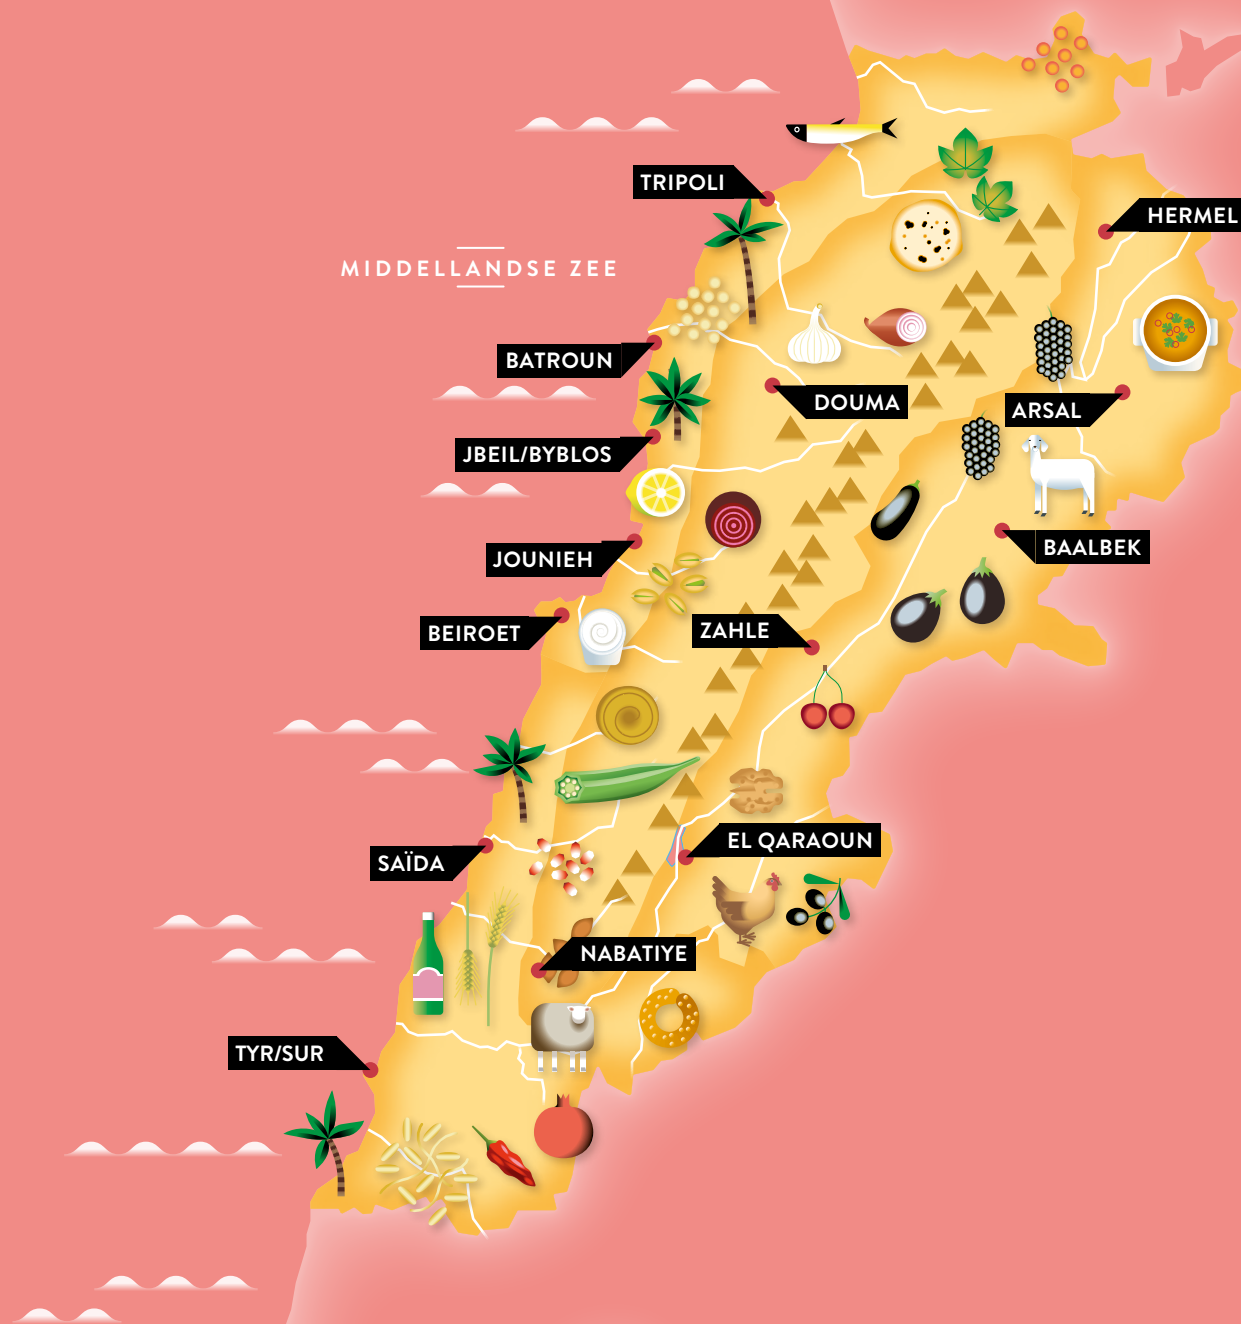 TRIPOLI
HERMEL
MIDDELLANDSE ZEE
BATROUN
DOUMA
ARSAL
JBEIL/BYBLOS
BAALBEK
JOUNIEH
BEIROET
ZAHLE
EL QARAOUN
SAÏDA
NABATIYE
TYR/SUR